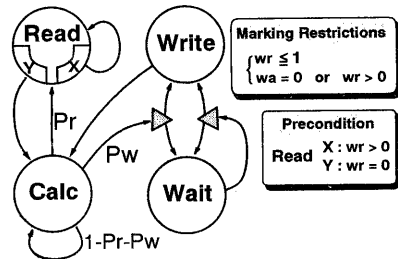 Read
Y X
Write
Pr
Pw
Calc
Wait
1-Pr-Pw
Marking Restrictions
wr ≦ 1
wa = 0 or wr > 0
Precondition
Read X : wr > 0
Y : wr = 0